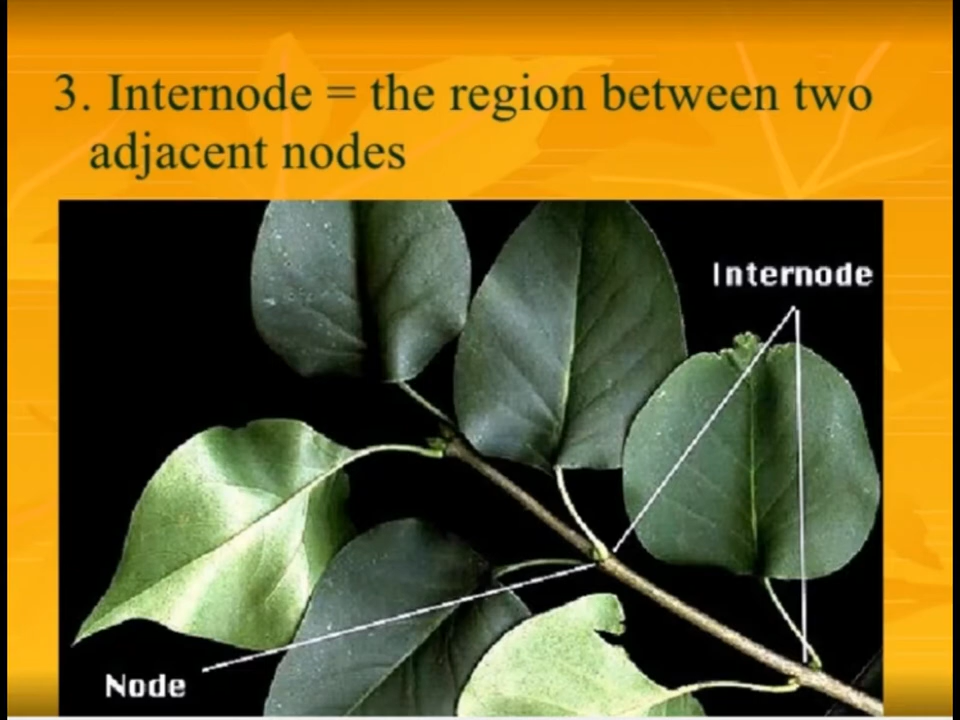 3. Internode = the region between two
adjacent nodes
Internode
Node